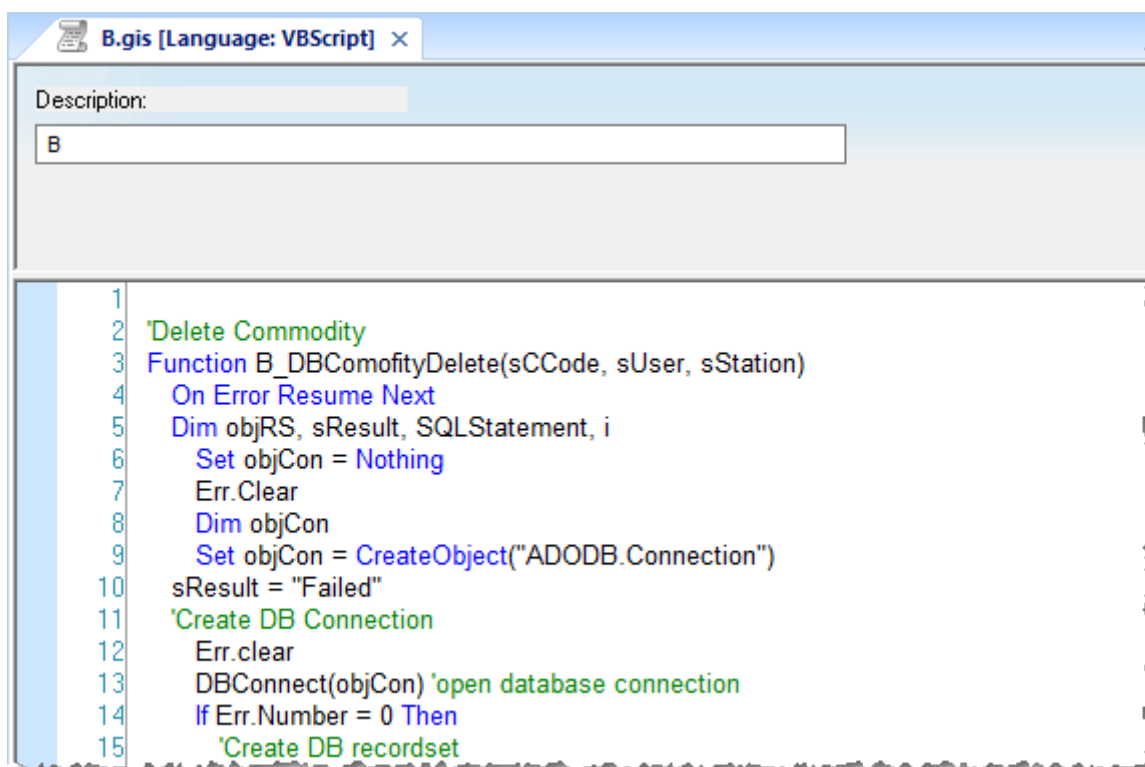 B.gis [Language: VBScript] ×
Description:
B
1
2 'Delete Commodity
3 Function B_DBComofityDelete(sCCode, sUser, sStation)
4 On Error Resume Next
5 Dim objRS, sResult, SQLStatement, i
6 Set objCon = Nothing
7 Err.Clear
8 Dim objCon
9 Set objCon = CreateObject("ADODB.Connection")
10 sResult = "Failed"
11 'Create DB Connection
12 Err.clear
13 DBConnect(objCon) 'open database connection
14 If Err.Number = 0 Then
15 'Create DB recordset